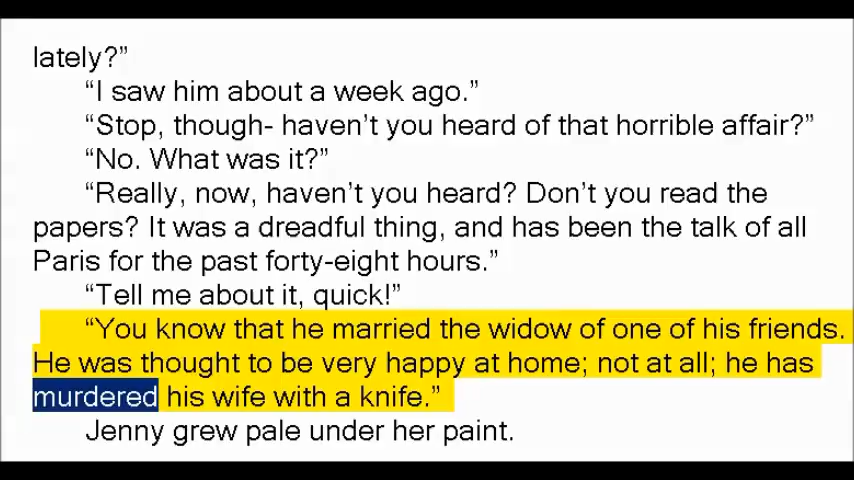 lately?”
“I saw him about a week ago.”
“Stop, though- haven’t you heard of that horrible affair?”
“No. What was it?”
“Really, now, haven’t you heard? Don’t you read the
papers? It was a dreadful thing, and has been the talk of all
Paris for the past forty-eight hours.”
“Tell me about it, quick!”
“You know that he married the widow of one of his friends.
He was thought to be very happy at home; not at all; he has
murdered his wife with a knife.”
Jenny grew pale under her paint.